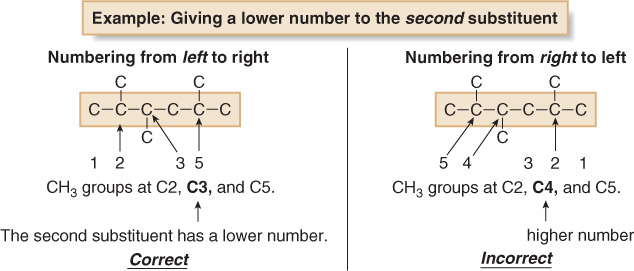 Example: Giving a lower number to the second substituent
Numbering from left to right
C C
C–C–C–C–C–C
C
1 2 3 5
CH3 groups at C2, C3, and C5.
The second substituent has a lower number.
Correct
Numbering from right to left
C C
C–C–C–C–C–C
C
5 4 3 2 1
CH3 groups at C2, C4, and C5.
higher number
Incorrect